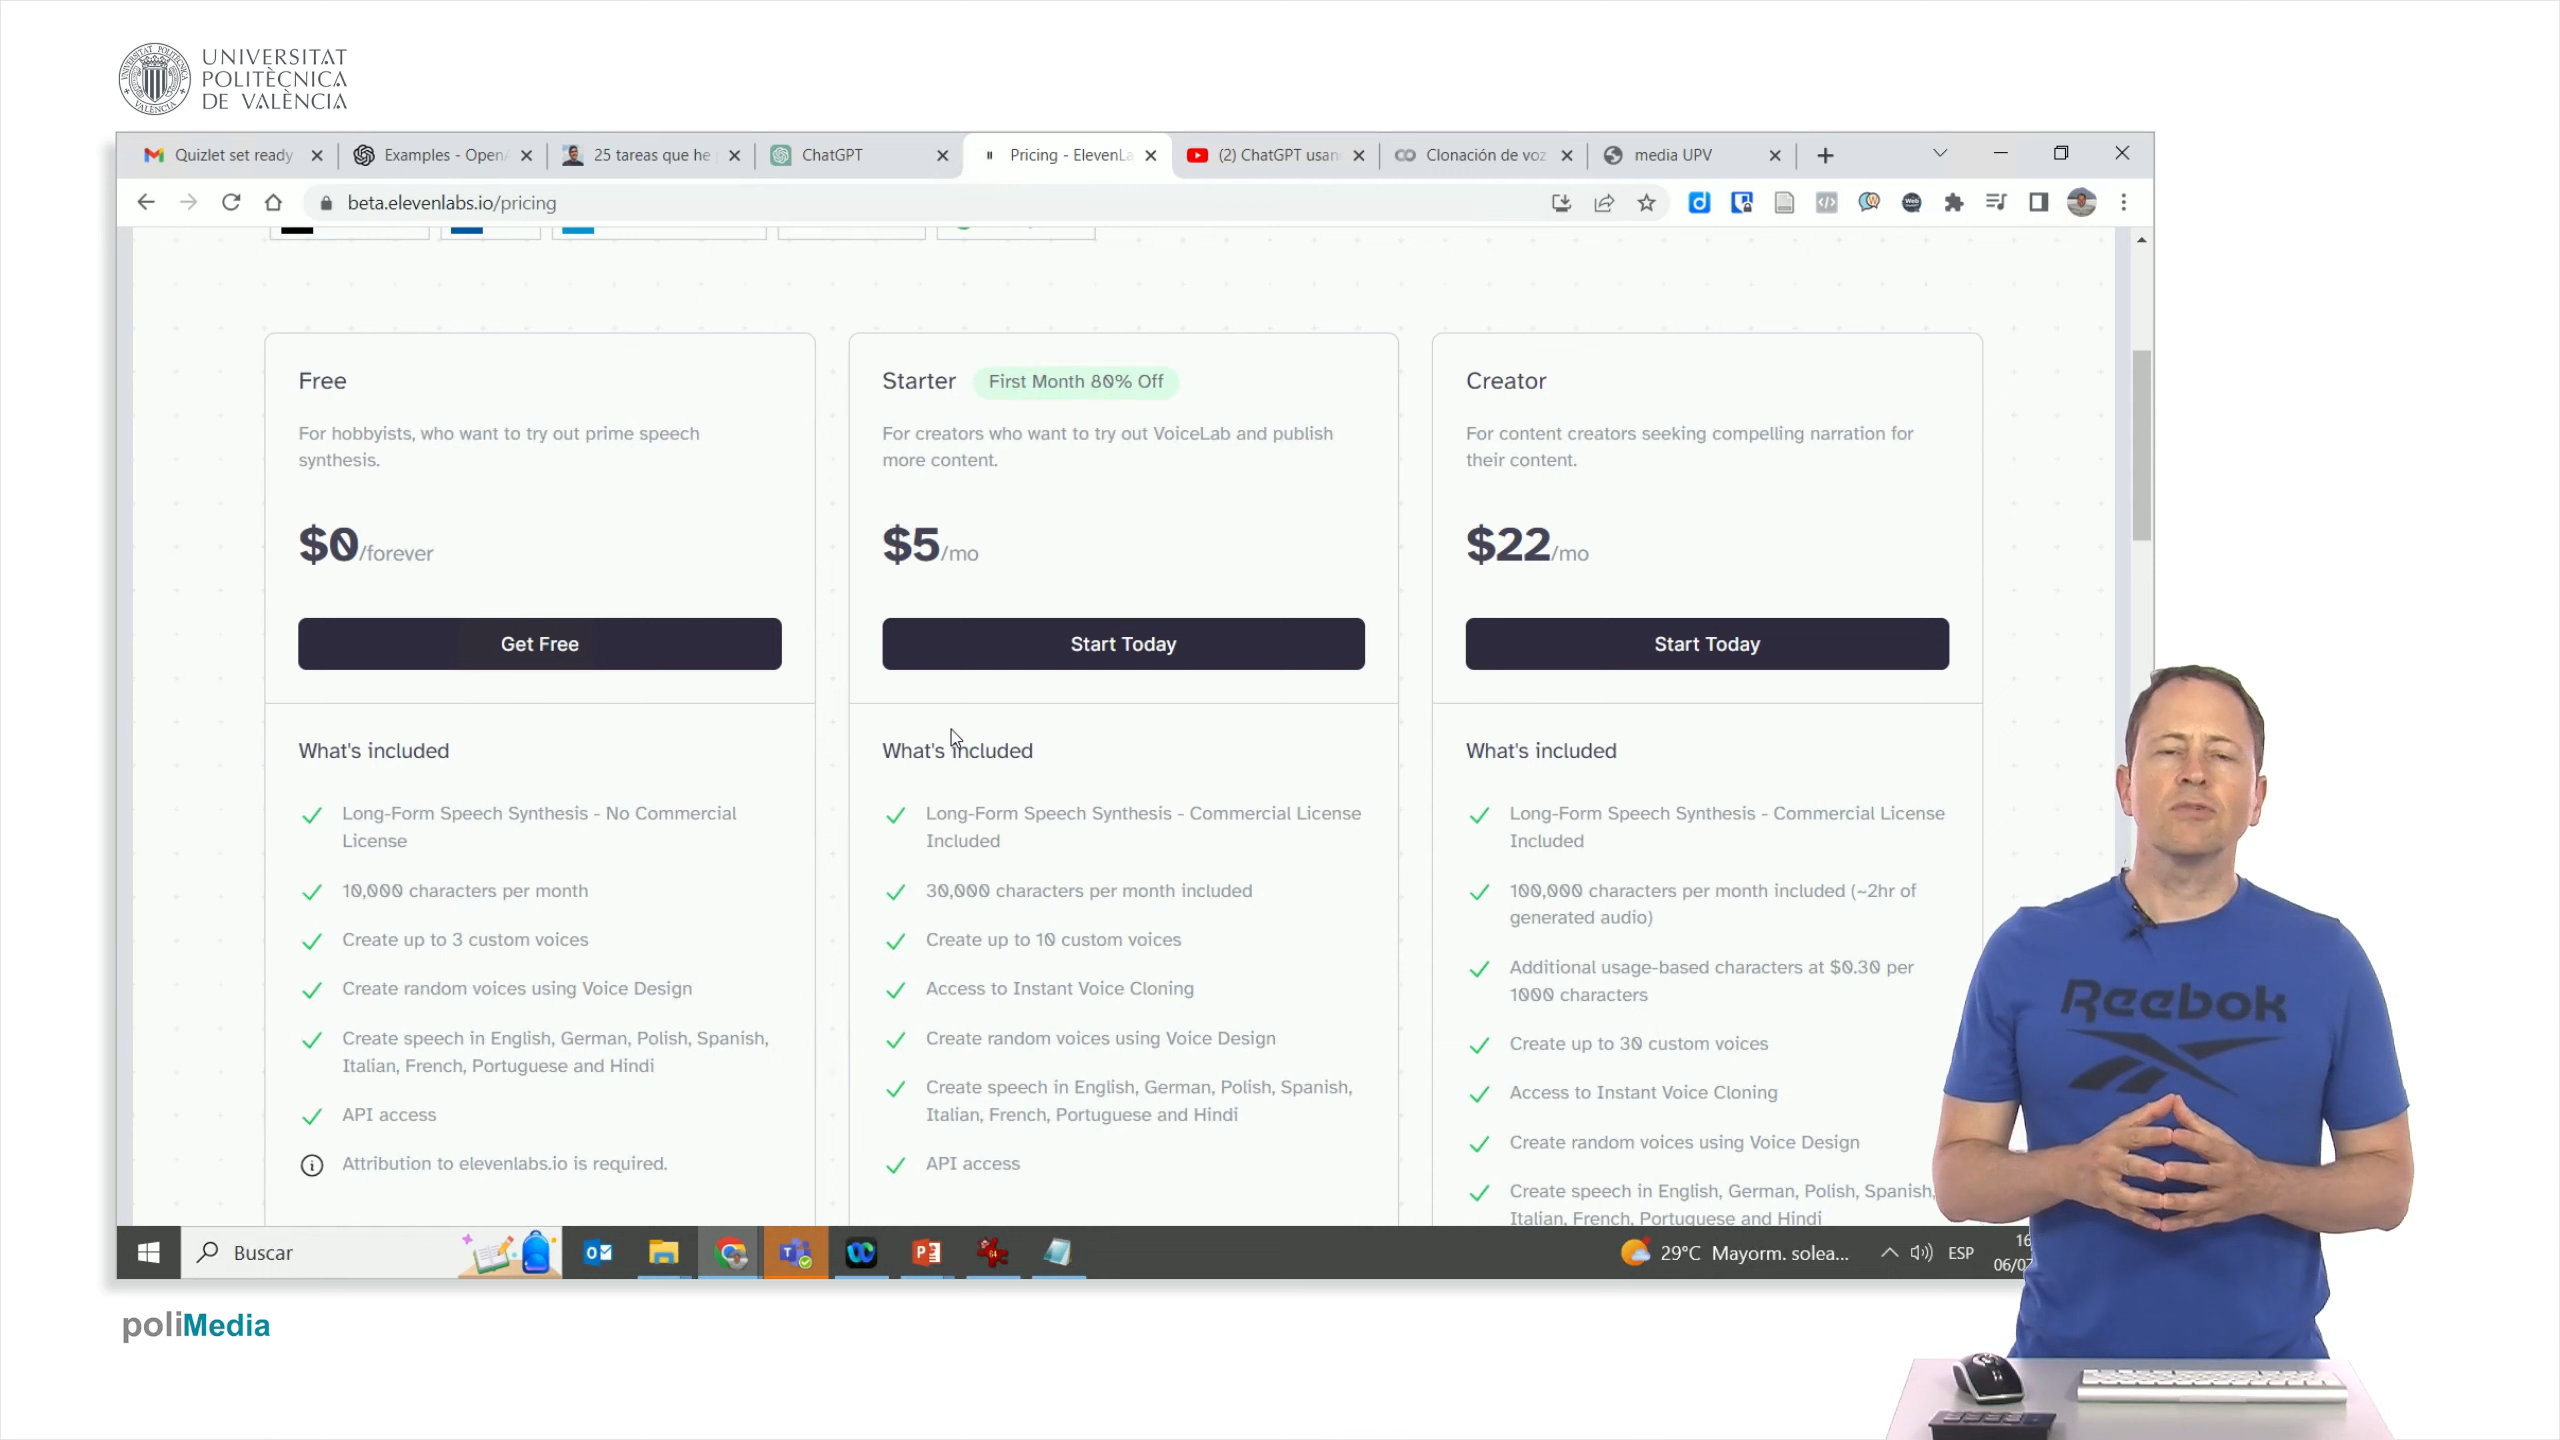 UNIVERSITAT
POLITÈCNICA
DE VALÈNCIA
Quizlet set ready
Examples - OpenA
25 tareas que he
ChatGPT
Pricing - ElevenLa
(2) ChatGPT usan
Clonación de voz
media UPV
beta.elevenlabs.io/pricing
Free
For hobbyists, who want to try out prime speech
synthesis.
$0/forever
Get Free
What's included
Long-Form Speech Synthesis - No Commercial
License
10,000 characters per month
Create up to 3 custom voices
Create random voices using Voice Design
Create speech in English, German, Polish, Spanish,
Italian, French, Portuguese and Hindi
API access
Attribution to elevenlabs.io is required.
Starter First Month 80% Off
For creators who want to try out VoiceLab and publish
more content.
$5/mo
Start Today
What's included
Long-Form Speech Synthesis - Commercial License
Included
30,000 characters per month included
Create up to 10 custom voices
Access to Instant Voice Cloning
Create random voices using Voice Design
Create speech in English, German, Polish, Spanish,
Italian, French, Portuguese and Hindi
API access
Creator
For content creators seeking compelling narration for
their content.
$22/mo
Start Today
What's included
Long-Form Speech Synthesis - Commercial License
Included
100,000 characters per month included (~2hr of
generated audio)
Additional usage-based characters at $0.30 per
1000 characters
Create up to 30 custom voices
Access to Instant Voice Cloning
Create random voices using Voice Design
Create speech in English, German, Polish, Spanish,
Italian, French, Portuguese and Hindi
Reebok
Buscar
29°C Mayorm. solea...
ESP
16
06/07
poliMedia